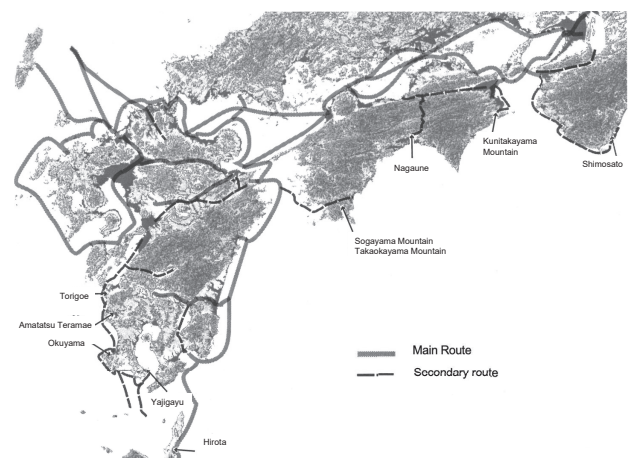 Kunitakayama
Mountain
Shimosato
Nagaune
Sogayama Mountain
Takaokayama Mountain
Torigoe
Amatatsu Teramae
Okuyama
Main Route
Secondary route
Yajigayu
Hirota